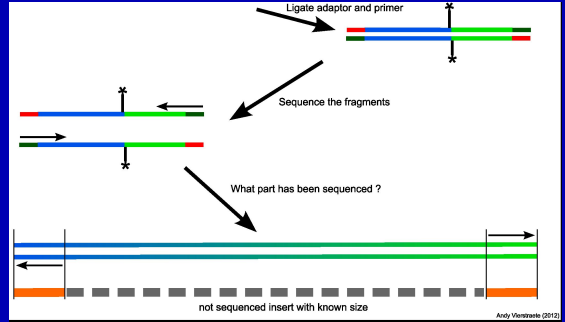 Ligate adaptor and primer
Sequence the fragments
What part has been sequenced ?
not sequenced insert with known size
Andy Vierstraete (2012)